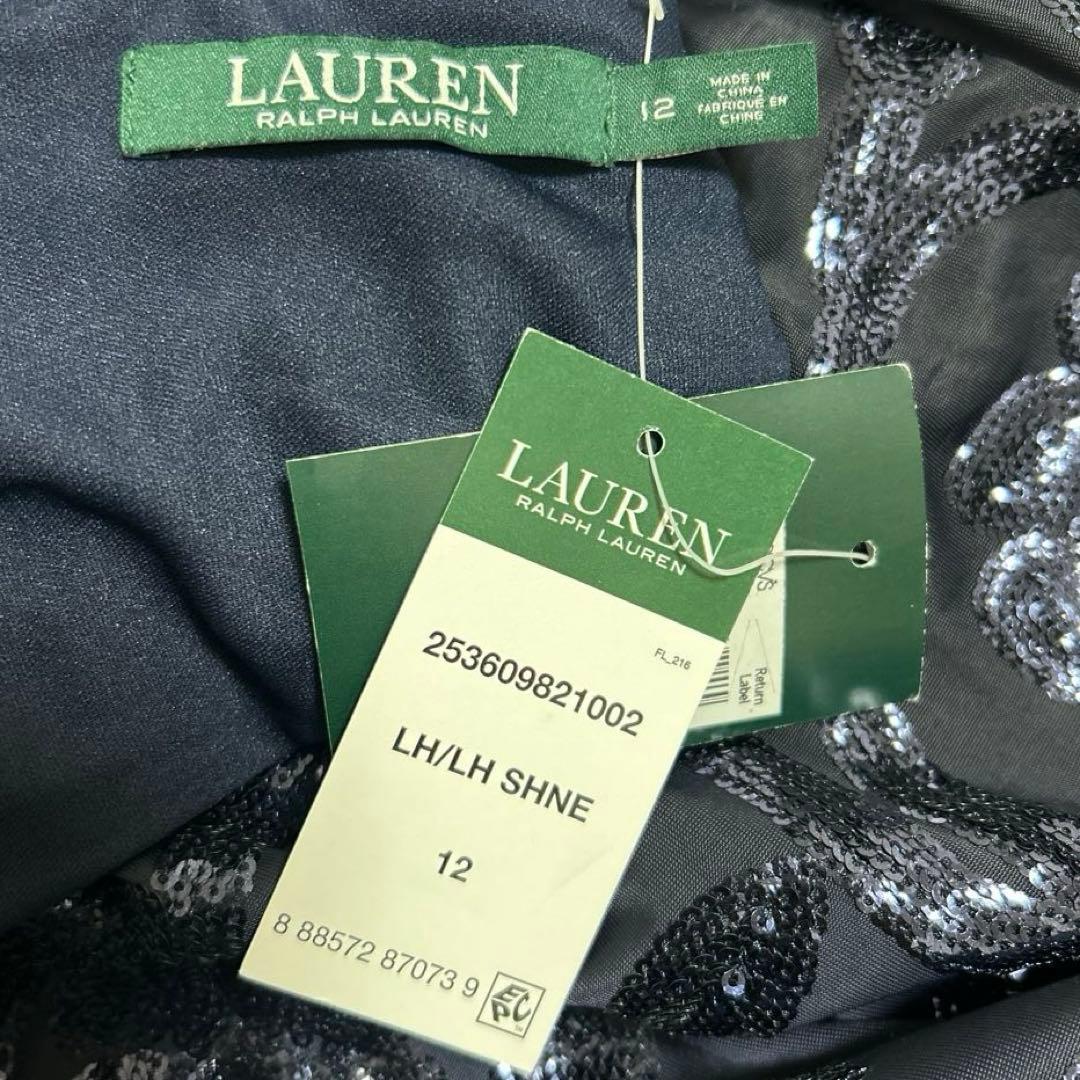 LAUREN
RALPH LAUREN
12
MADE IN
CHINA
FABRIQUÉ EN
CHINE
LAUREN
RALPH LAUREN
FL_216
253609821002
LH/LH SHNE
12
8 88572 87073 9
EPC
Return
Label